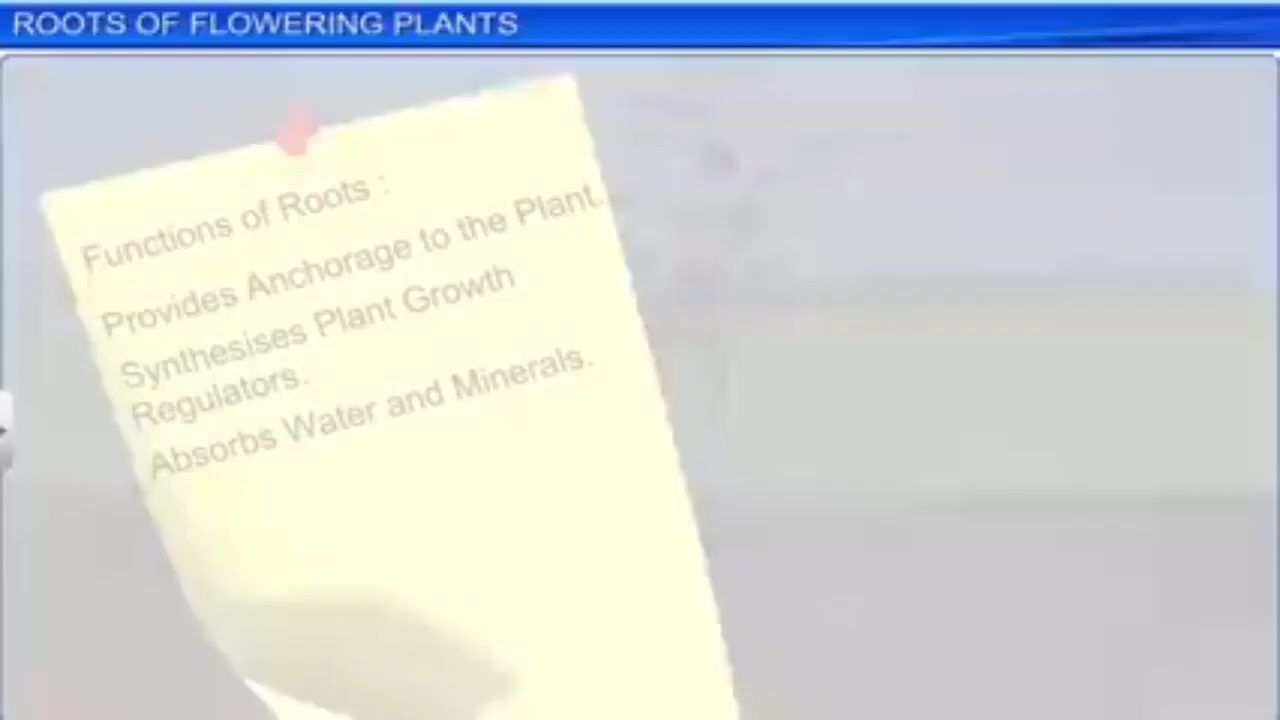 ROOTS OF FLOWERING PLANTS
Functions of Roots :
Provides Anchorage to the Plant.
Synthesises Plant Growth
Regulators.
Absorbs Water and Minerals.